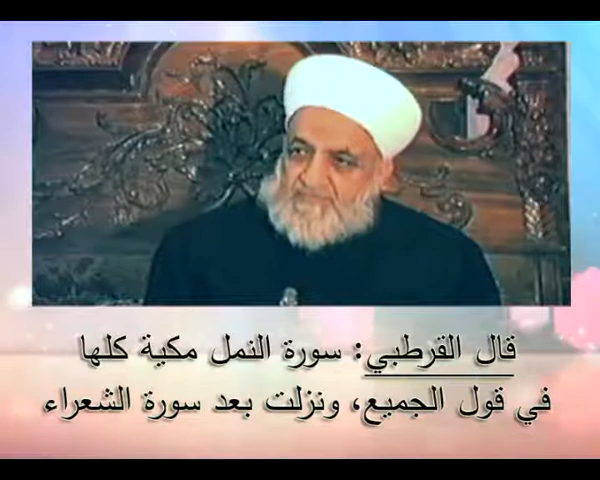 قال القرطبي: سورة النمل مكية كلها
في قول الجميع، ونزلت بعد سورة الشعراء